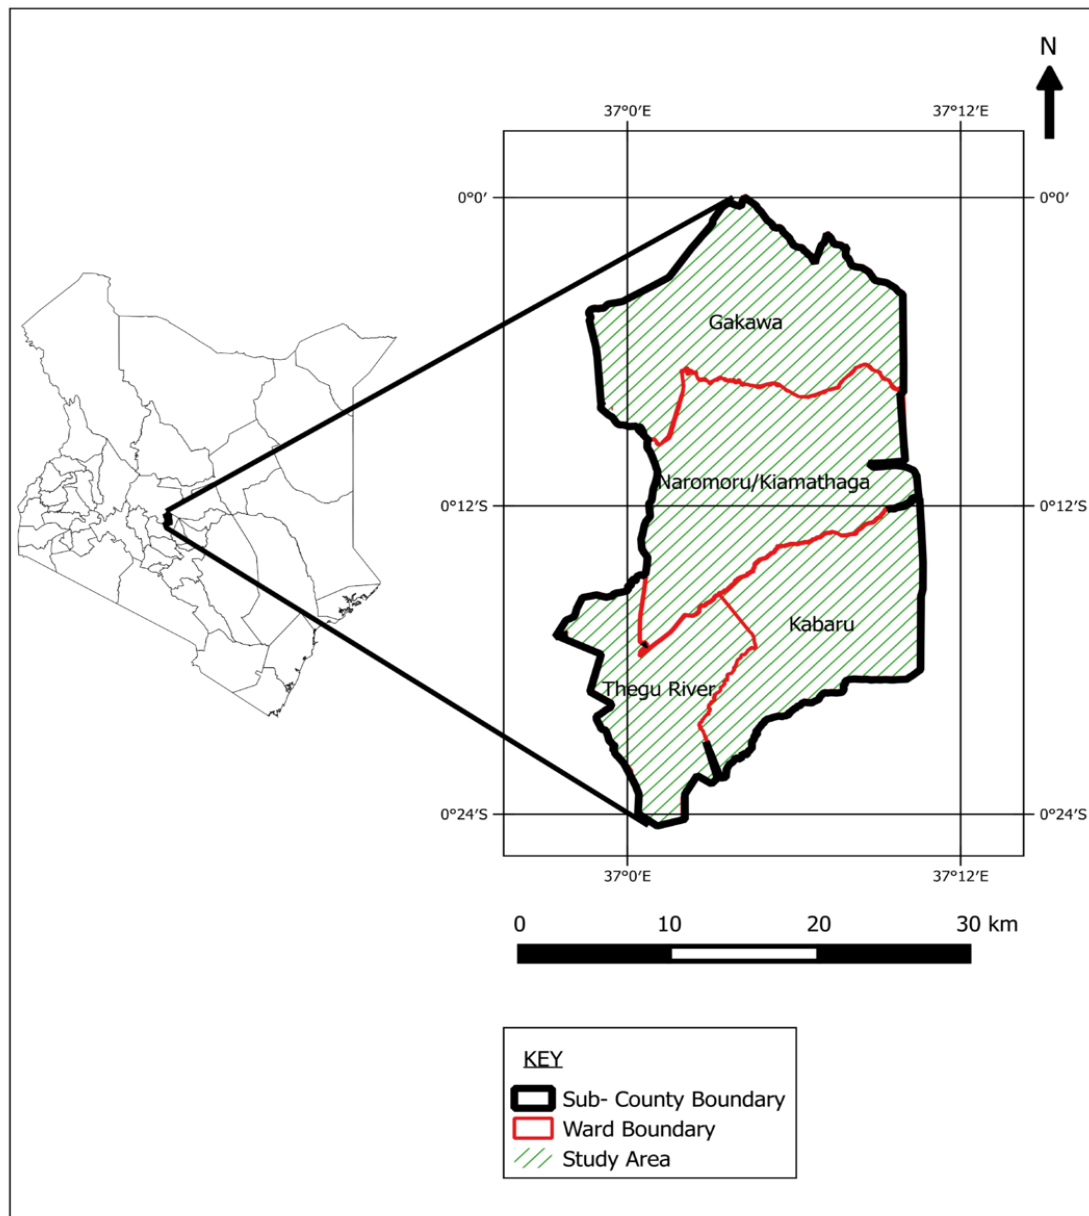 N
37°0′E
37°12′E
0°0′
0°0′
Gakawa
Naromoru/Kiamathaga
0°12′S
0°12′S
Kabaru
Thegu River
0°24′S
0°24′S
37°0′E
37°12′E
0 10 20 30 km
KEY
Sub- County Boundary
Ward Boundary
Study Area